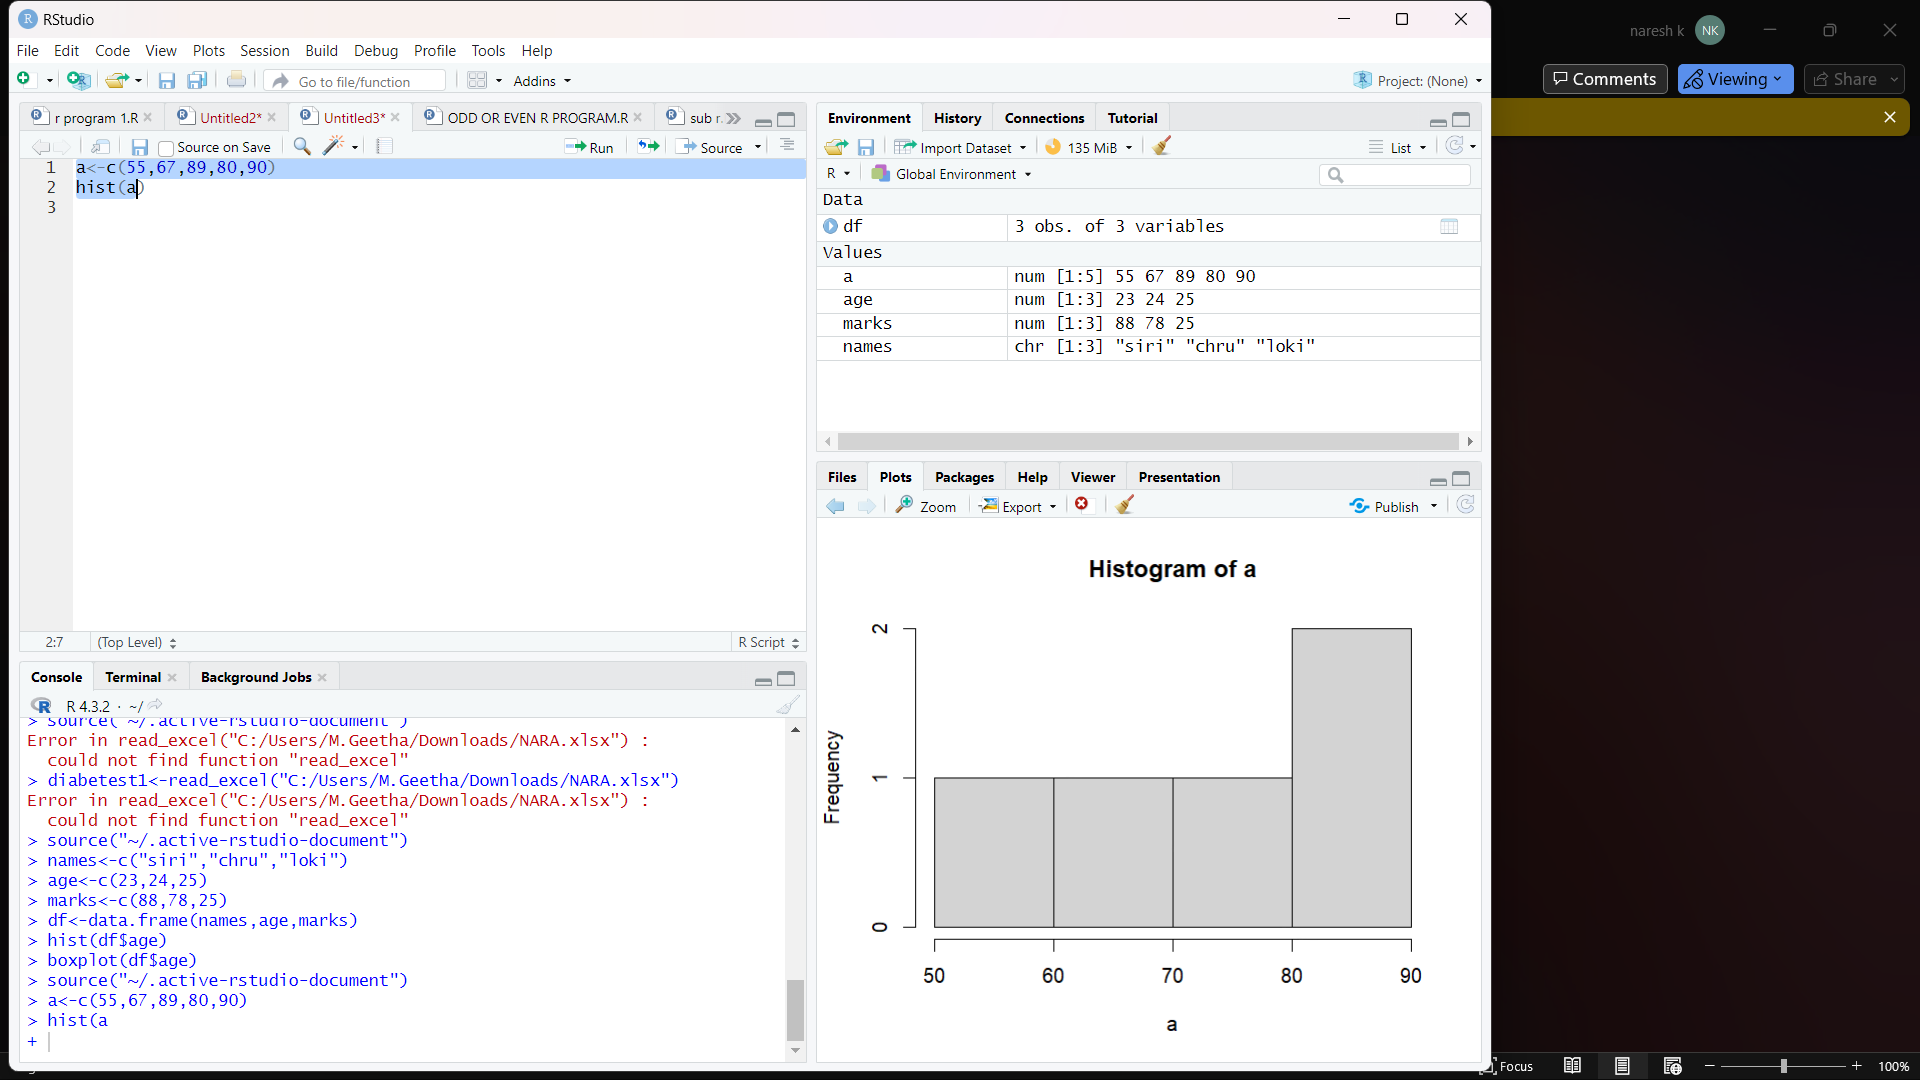 RStudio
naresh k NK
File Edit Code View Plots Session Build Debug Profile Tools Help
Go to file/function Addins Project: (None)
Comments Viewing Share
r program 1.R Untitled2* Untitled3* ODD OR EVEN R PROGRAM.R sub r.
Source on Save Run Source
1 a<-c(55,67,89,80,90)
2 hist(a)
3
2:7 (Top Level) R Script
Environment History Connections Tutorial
Import Dataset 135 MiB List
R Global Environment
Data
df 3 obs. of 3 variables
Values
a num [1:5] 55 67 89 80 90
age num [1:3] 23 24 25
marks num [1:3] 88 78 25
names chr [1:3] "siri" "chru" "loki"
Console Terminal Background Jobs
R R 4.3.2 · ~/
> source("~/.active-rstudio-document")
Error in read_excel("C:/Users/M.Geetha/Downloads/NARA.xlsx") :
could not find function "read_excel"
> diabetest1<-read_excel("C:/Users/M.Geetha/Downloads/NARA.xlsx")
Error in read_excel("C:/Users/M.Geetha/Downloads/NARA.xlsx") :
could not find function "read_excel"
> source("~/.active-rstudio-document")
> names<-c("siri","chru","loki")
> age<-c(23,24,25)
> marks<-c(88,78,25)
> df<-data.frame(names,age,marks)
> hist(df$age)
> boxplot(df$age)
> source("~/.active-rstudio-document")
> a<-c(55,67,89,80,90)
> hist(a
+
Files Plots Packages Help Viewer Presentation
Zoom Export Publish
Histogram of a
Frequency
2
1
0
50 60 70 80 90
a
Focus 100%